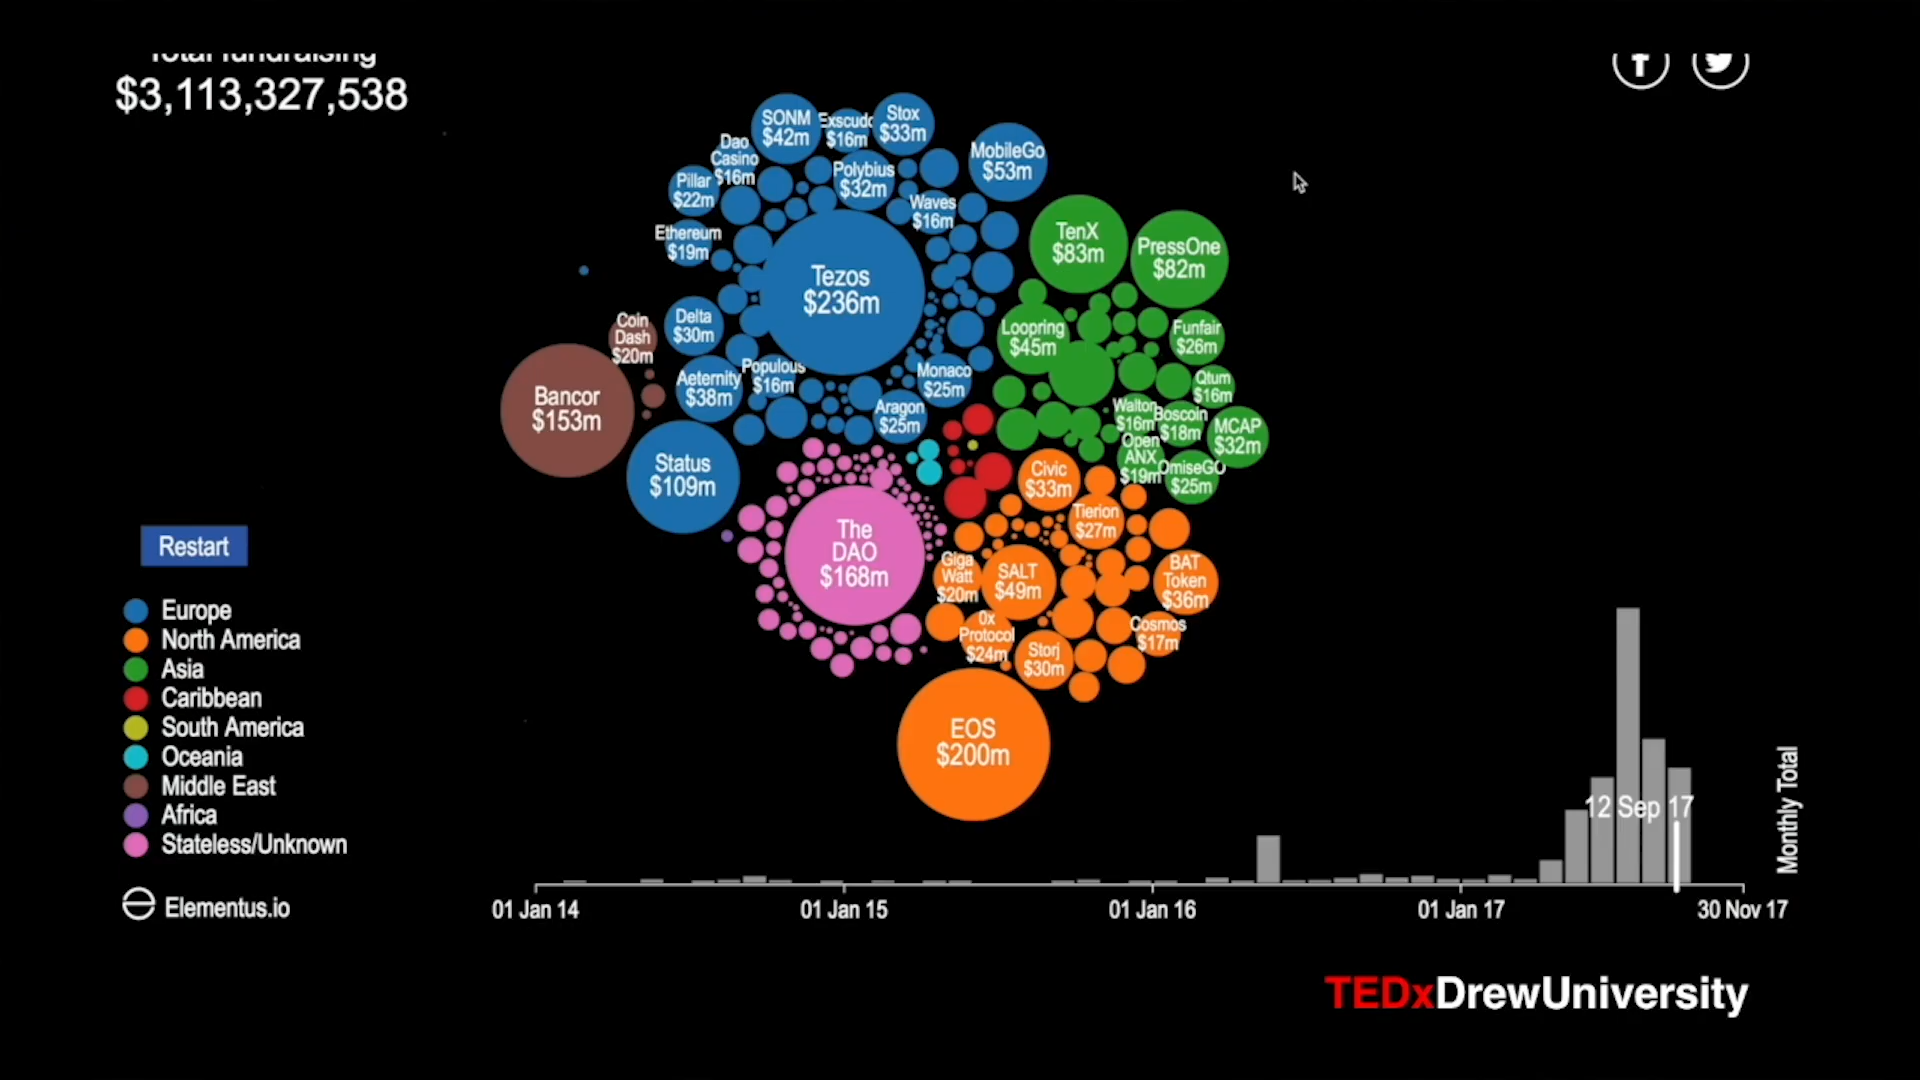 Total fundraising
$3,113,327,538
SONM
$42m
Exscudo
$16m
Stox
$33m
Dao
Casino
$16m
MobileGo
$53m
Polybius
$32m
Pillar
$22m
Waves
$16m
Ethereum
$19m
TenX
$83m
PressOne
$82m
Tezos
$236m
Coin
Dash
$20m
Delta
$30m
Loopring
$45m
Funfair
$26m
Populous
$16m
Monaco
$25m
Aeternity
$38m
Qtum
$16m
Bancor
$153m
Aragon
$25m
Walton
$16m
Boscoin
$18m
MCAP
$32m
Open
ANX
$19m
OmiseGO
$25m
Status
$109m
Civic
$33m
Tierion
$27m
The
DAO
$168m
Giga
Watt
$20m
SALT
$49m
BAT
Token
$36m
0x
Protocol
$24m
Cosmos
$17m
Storj
$30m
EOS
$200m
Restart
Europe
North America
Asia
Caribbean
South America
Oceania
Middle East
Africa
Stateless/Unknown
Elementus.io
12 Sep 17
Monthly Total
01 Jan 14
01 Jan 15
01 Jan 16
01 Jan 17
30 Nov 17
TEDxDrewUniversity